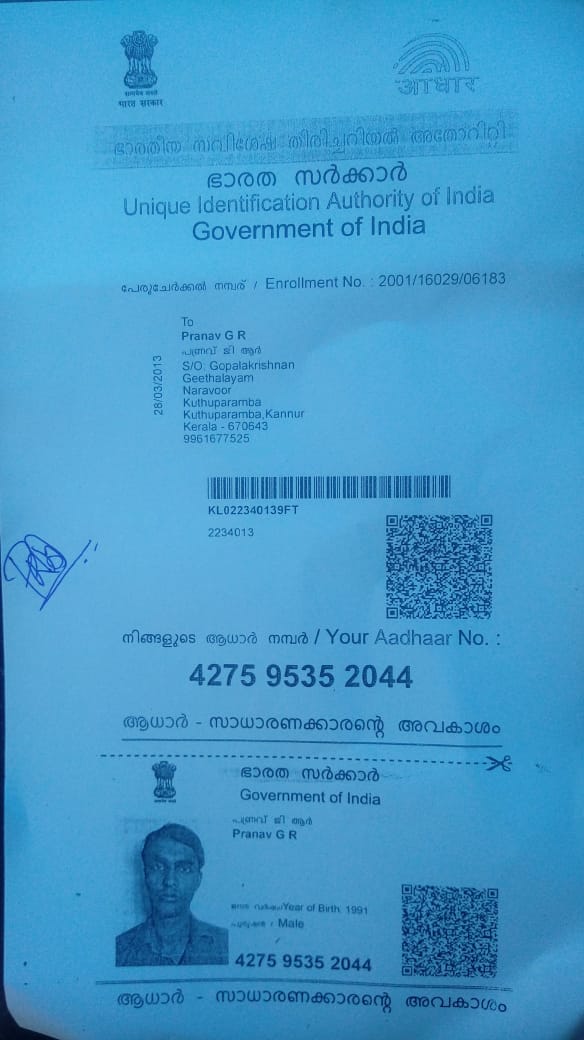 सत्यमेव जयते
भारत सरकार
आधार
ഭാരതീയ സവിശേഷ തിരിച്ചറിയൽ അതോറിറ്റി
ഭാരത സർക്കാർ
Unique Identification Authority of India
Government of India
പേരുചേർക്കൽ നമ്പര് / Enrollment No. : 2001/16029/06183
28/03/2013
To
Pranav G R
പ്രണവ് ജി ആർ
S/O: Gopalakrishnan
Geethalayam
Naravoor
Kuthuparamba
Kuthuparamba,Kannur
Kerala - 670643
9961677525
KL022340139FT
2234013
നിങ്ങളുടെ ആധാർ നമ്പർ / Your Aadhaar No. :
4275 9535 2044
ആധാർ - സാധാരണക്കാരന്റെ അവകാശം
ഭാരത സർക്കാർ
Government of India
പ്രണവ് ജി ആർ
Pranav G R
ജനന വർഷം/Year of Birth: 1991
പുരുഷൻ / Male
4275 9535 2044
ആധാർ - സാധാരണക്കാരന്റെ അവകാശം